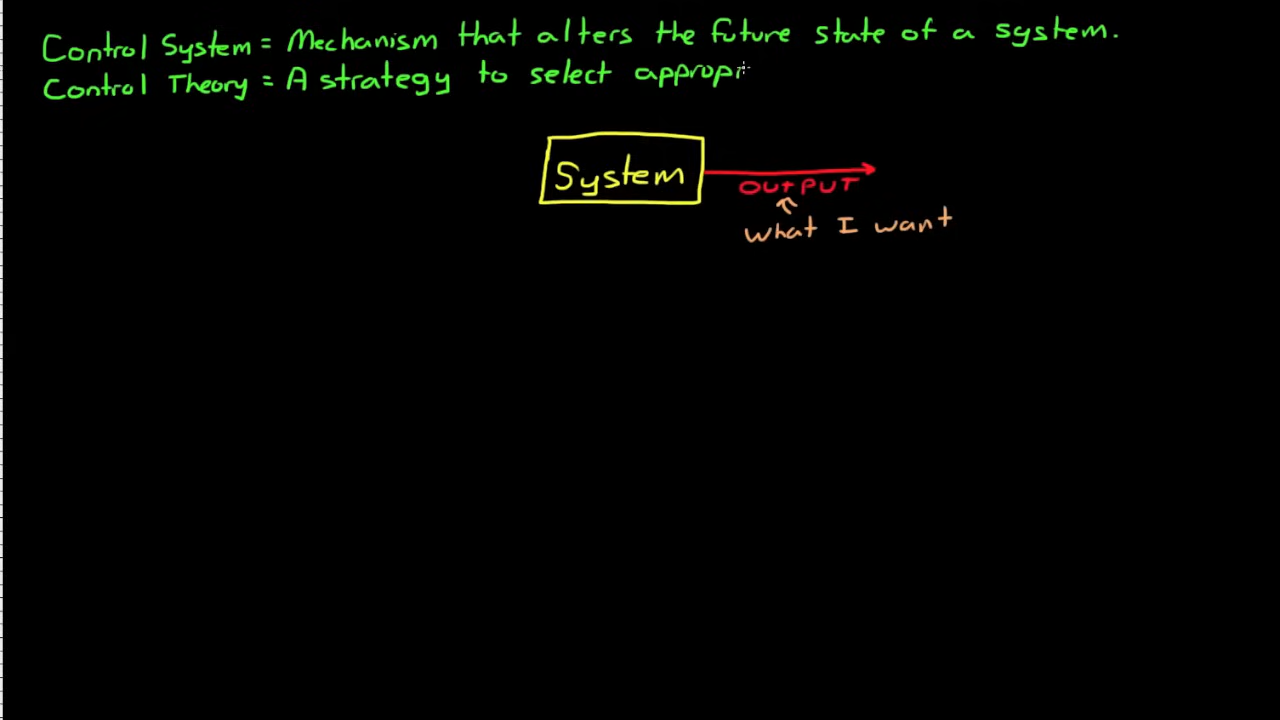 Control System = Mechanism that alters the future state of a system.
Control Theory = A strategy to select appropi
System
OUTPUT
what I want